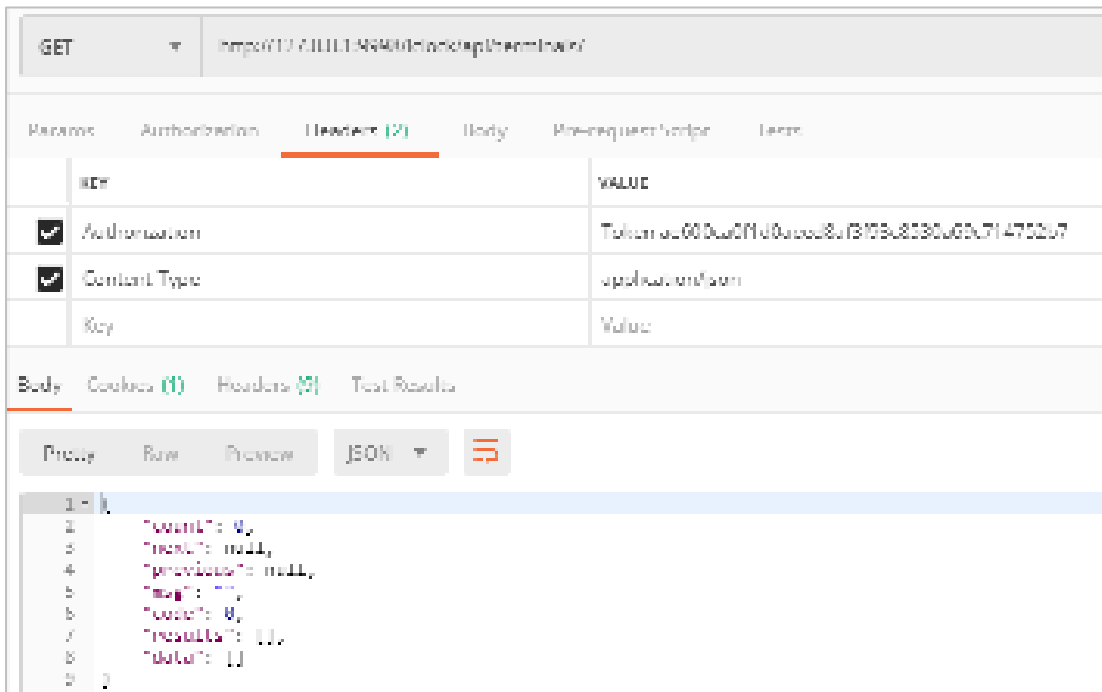 GET
Params Authorization Headers (2) Body Pre-request Script Tests
KEY VALUE
Authorization Token
Content Type application/json
Key Value
Body Cookies (1) Headers (9) Test Results
Pretty Raw Preview JSON
1
2 "count": 0,
3 "next": null,
4 "previous": null,
5 "msg": "",
6 "code": 0,
7 "results": [],
8 "data": []
9 }